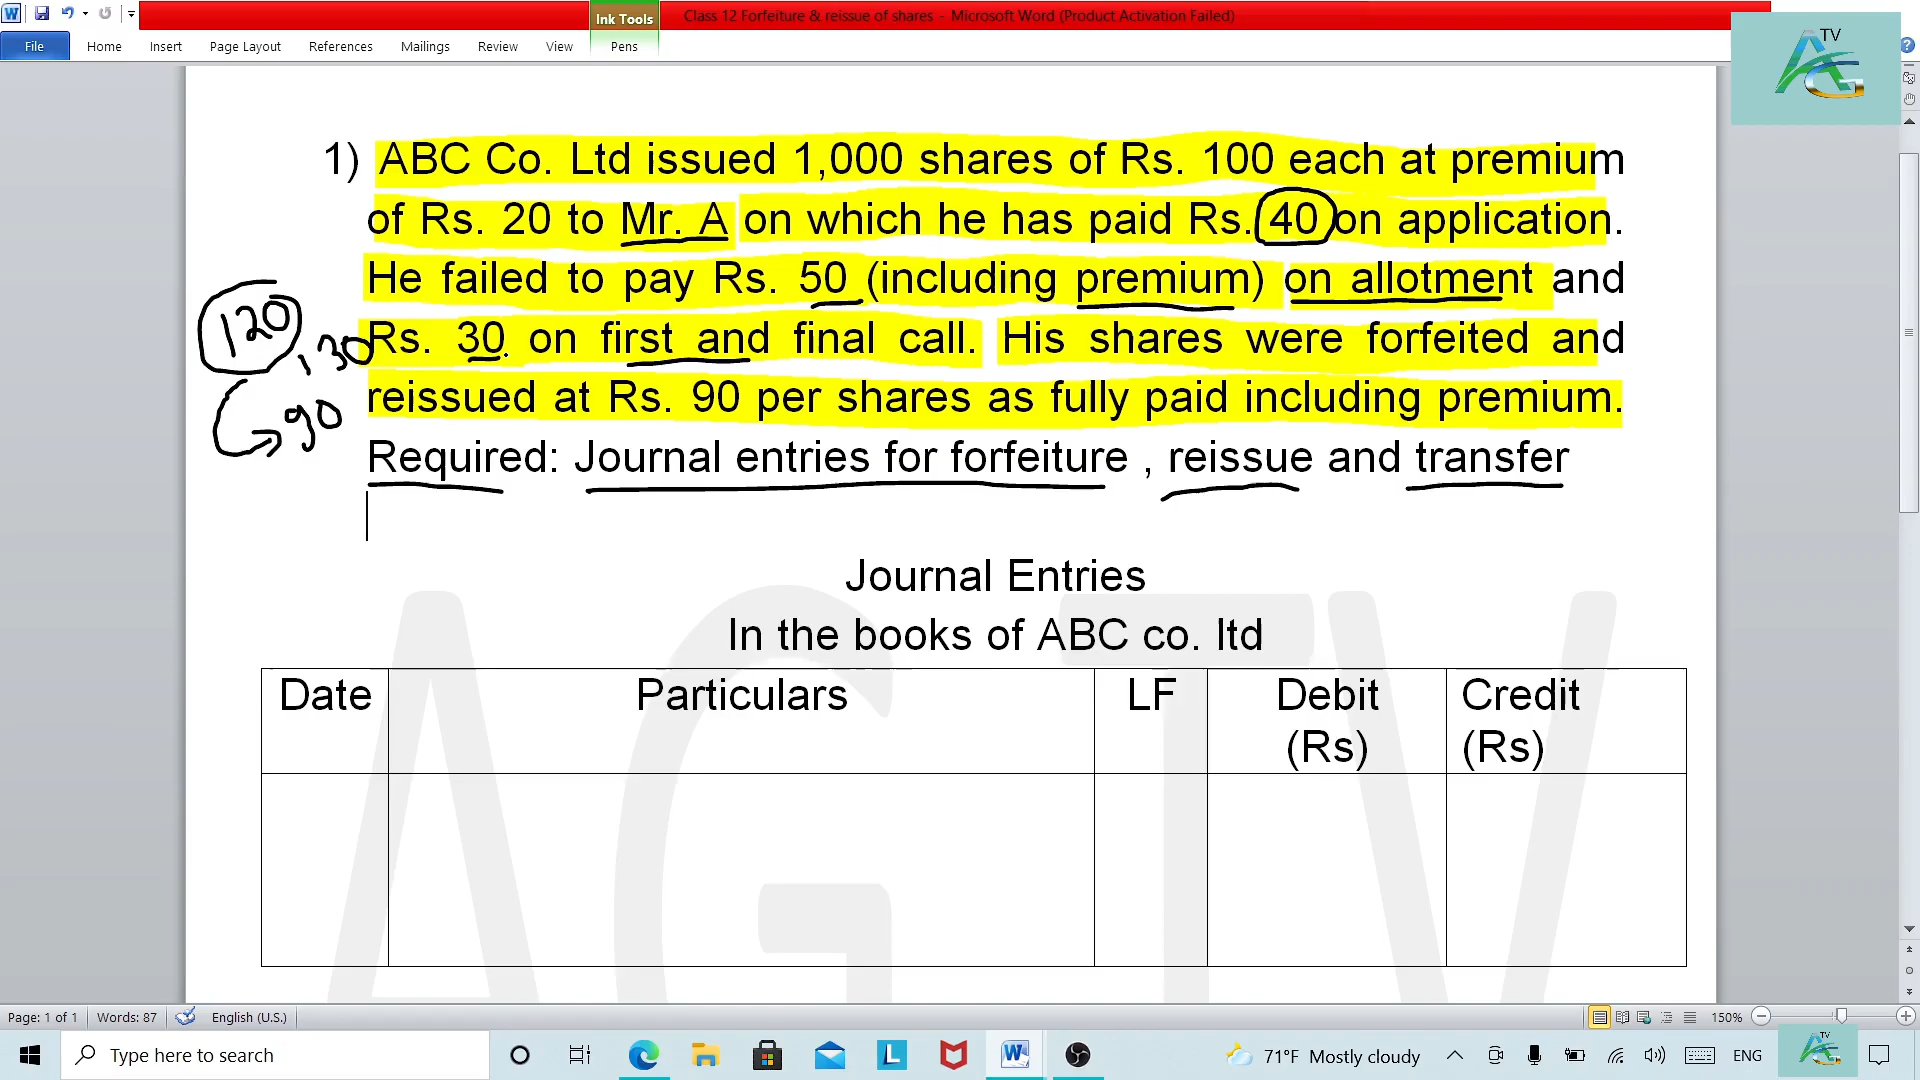 Ink Tools
Class 12 Forfeiture & reissue of shares - Microsoft Word (Product Activation Failed)
File Home Insert Page Layout References Mailings Review View Pens
TV
1) ABC Co. Ltd issued 1,000 shares of Rs. 100 each at premium
of Rs. 20 to Mr. A on which he has paid Rs. 40 on application.
He failed to pay Rs. 50 (including premium) on allotment and
Rs. 30 on first and final call. His shares were forfeited and
reissued at Rs. 90 per shares as fully paid including premium.
Required: Journal entries for forfeiture , reissue and transfer
120
, 30
90
Journal Entries
In the books of ABC co. ltd
Date Particulars LF Debit (Rs) Credit (Rs)
AG TV
Page: 1 of 1 Words: 87 English (U.S.) 150%
Type here to search 71°F Mostly cloudy ENG
TV